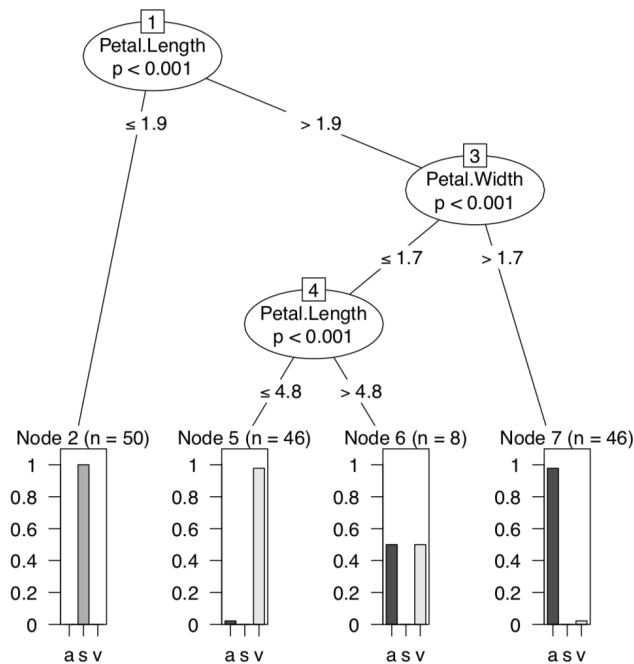 1
Petal.Length
p < 0.001
≤ 1.9
> 1.9
3
Petal.Width
p < 0.001
≤ 1.7
> 1.7
4
Petal.Length
p < 0.001
≤ 4.8
> 4.8
Node 2 (n = 50)
1
0.8
0.6
0.4
0.2
0
a s v
Node 5 (n = 46)
1
0.8
0.6
0.4
0.2
0
a s v
Node 6 (n = 8)
1
0.8
0.6
0.4
0.2
0
a s v
Node 7 (n = 46)
1
0.8
0.6
0.4
0.2
0
a s v